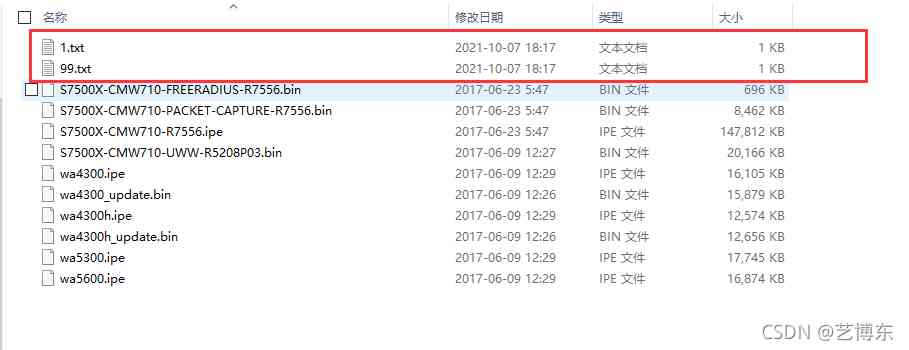 名称 修改日期 类型 大小
1.txt 2021-10-07 18:17 文本文档 1 KB
99.txt 2021-10-07 18:17 文本文档 1 KB
S7500X-CMW710-FREERADIUS-R7556.bin 2017-06-23 5:47 BIN 文件 696 KB
S7500X-CMW710-PACKET-CAPTURE-R7556.bin 2017-06-23 5:47 BIN 文件 8,462 KB
S7500X-CMW710-R7556.ipe 2017-06-23 5:47 IPE 文件 147,812 KB
S7500X-CMW710-UWW-R5208P03.bin 2017-06-09 12:27 BIN 文件 20,166 KB
wa4300.ipe 2017-06-09 12:29 IPE 文件 16,105 KB
wa4300_update.bin 2017-06-09 12:26 BIN 文件 15,879 KB
wa4300h.ipe 2017-06-09 12:29 IPE 文件 12,574 KB
wa4300h_update.bin 2017-06-09 12:26 BIN 文件 12,656 KB
wa5300.ipe 2017-06-09 12:29 IPE 文件 17,745 KB
wa5600.ipe 2017-06-09 12:29 IPE 文件 16,874 KB
CSDN @艺博东